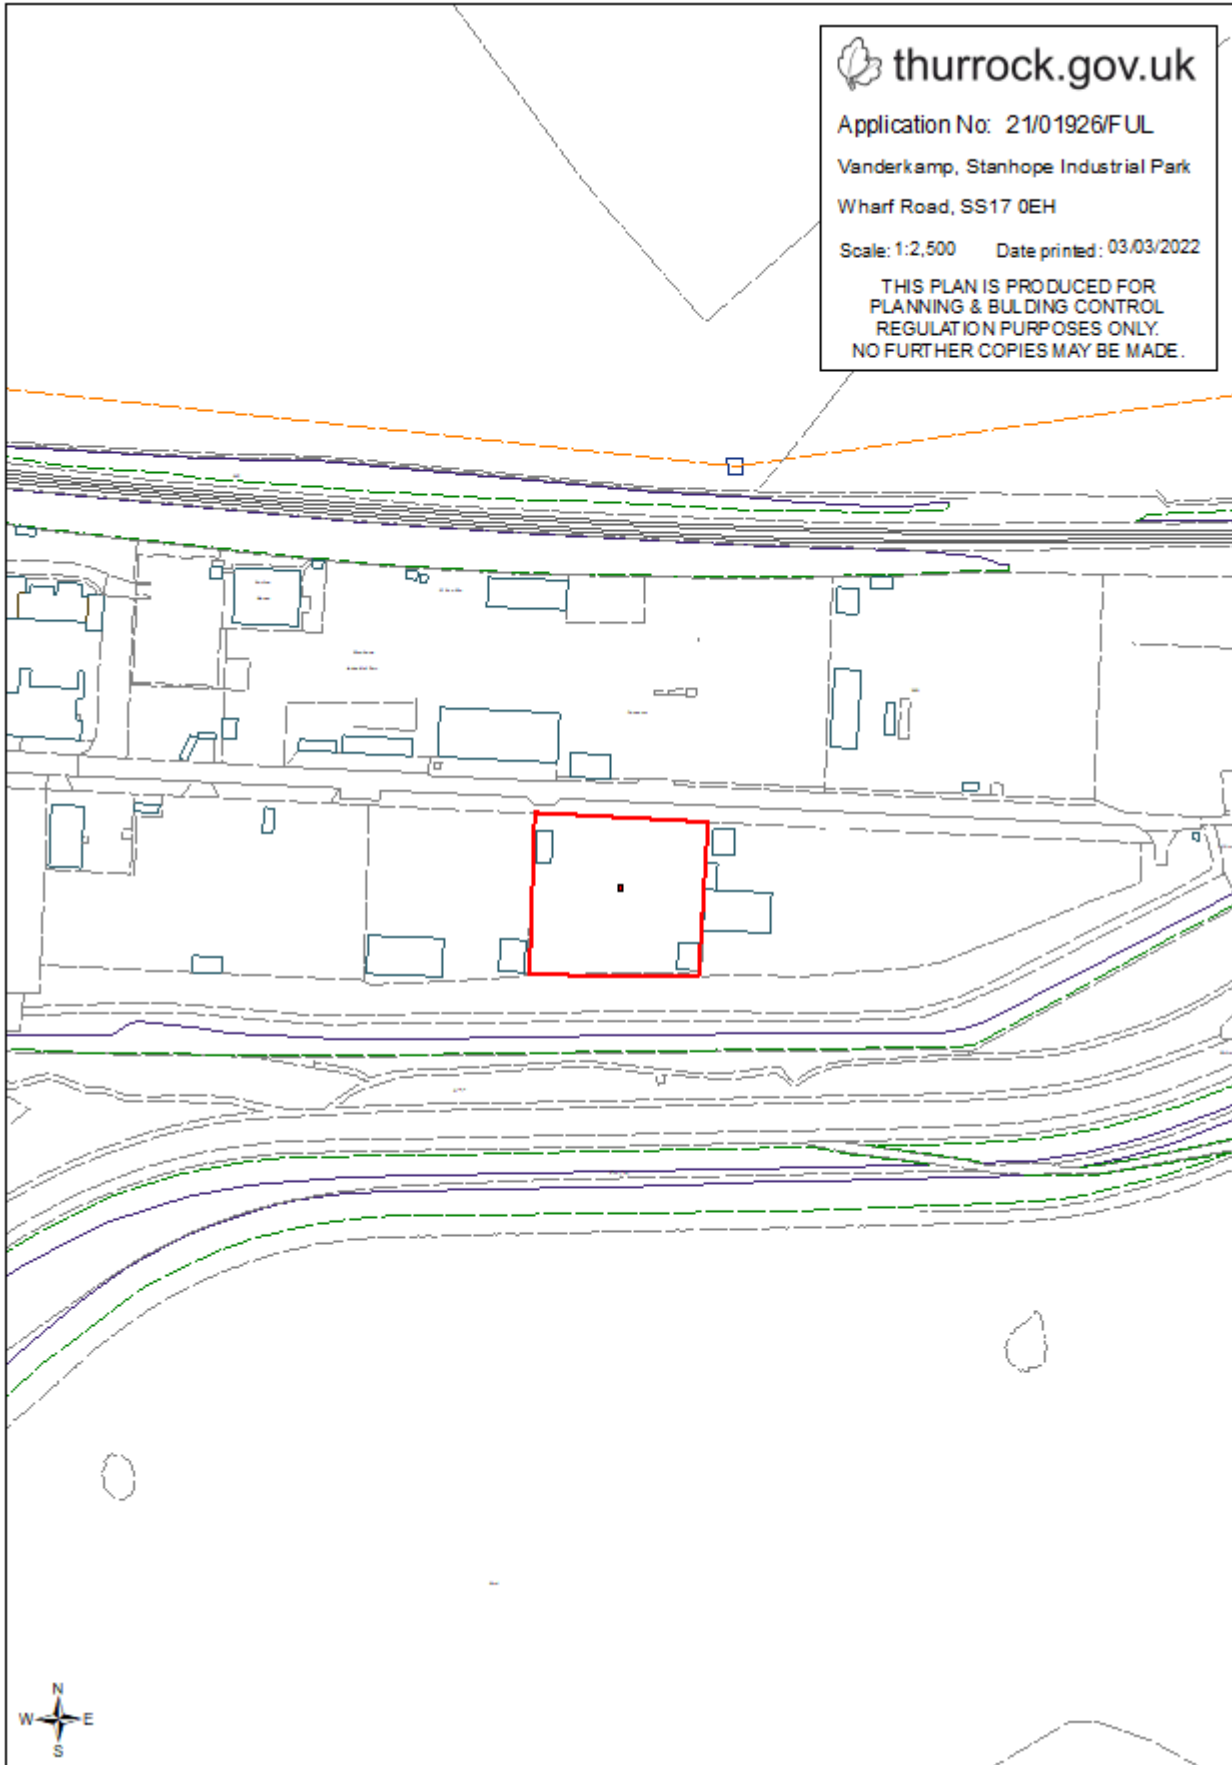 thurrock.gov.uk
Application No: 21/01926/FUL
Vanderkamp, Stanhope Industrial Park
Wharf Road, SS17 0EH
Scale: 1:2,500 Date printed: 03/03/2022
THIS PLAN IS PRODUCED FOR
PLANNING & BULDING CONTROL
REGULATION PURPOSES ONLY.
NO FURTHER COPIES MAY BE MADE.
N
W E
S